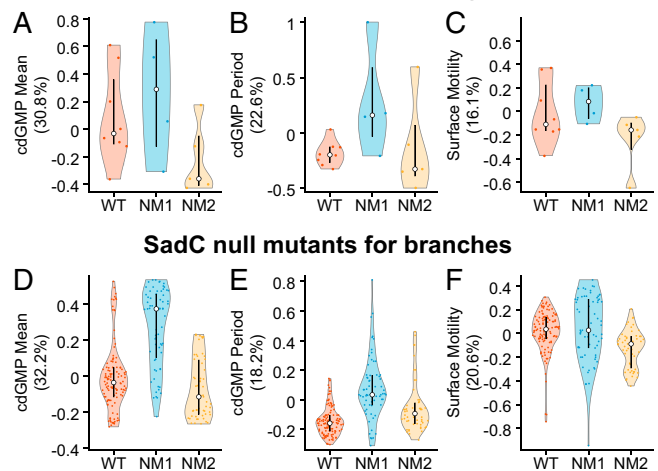 A
cdGMP Mean
(30.8%)
0.8
0.6
0.4
0.2
0
-0.2
-0.4
WT NM1 NM2
B
cdGMP Period
(22.6%)
1
0.5
0
-0.5
WT NM1 NM2
C
Surface Motility
(16.1%)
0.6
0.4
0.2
0
-0.2
-0.4
-0.6
WT NM1 NM2
SadC null mutants for branches
D
cdGMP Mean
(32.2%)
0.4
0.2
0
-0.2
-0.4
WT NM1 NM2
E
cdGMP Period
(18.2%)
0.8
0.6
0.4
0.2
0
-0.2
WT NM1 NM2
F
Surface Motility
(20.6%)
0.4
0.2
0
-0.2
-0.4
-0.6
-0.8
WT NM1 NM2